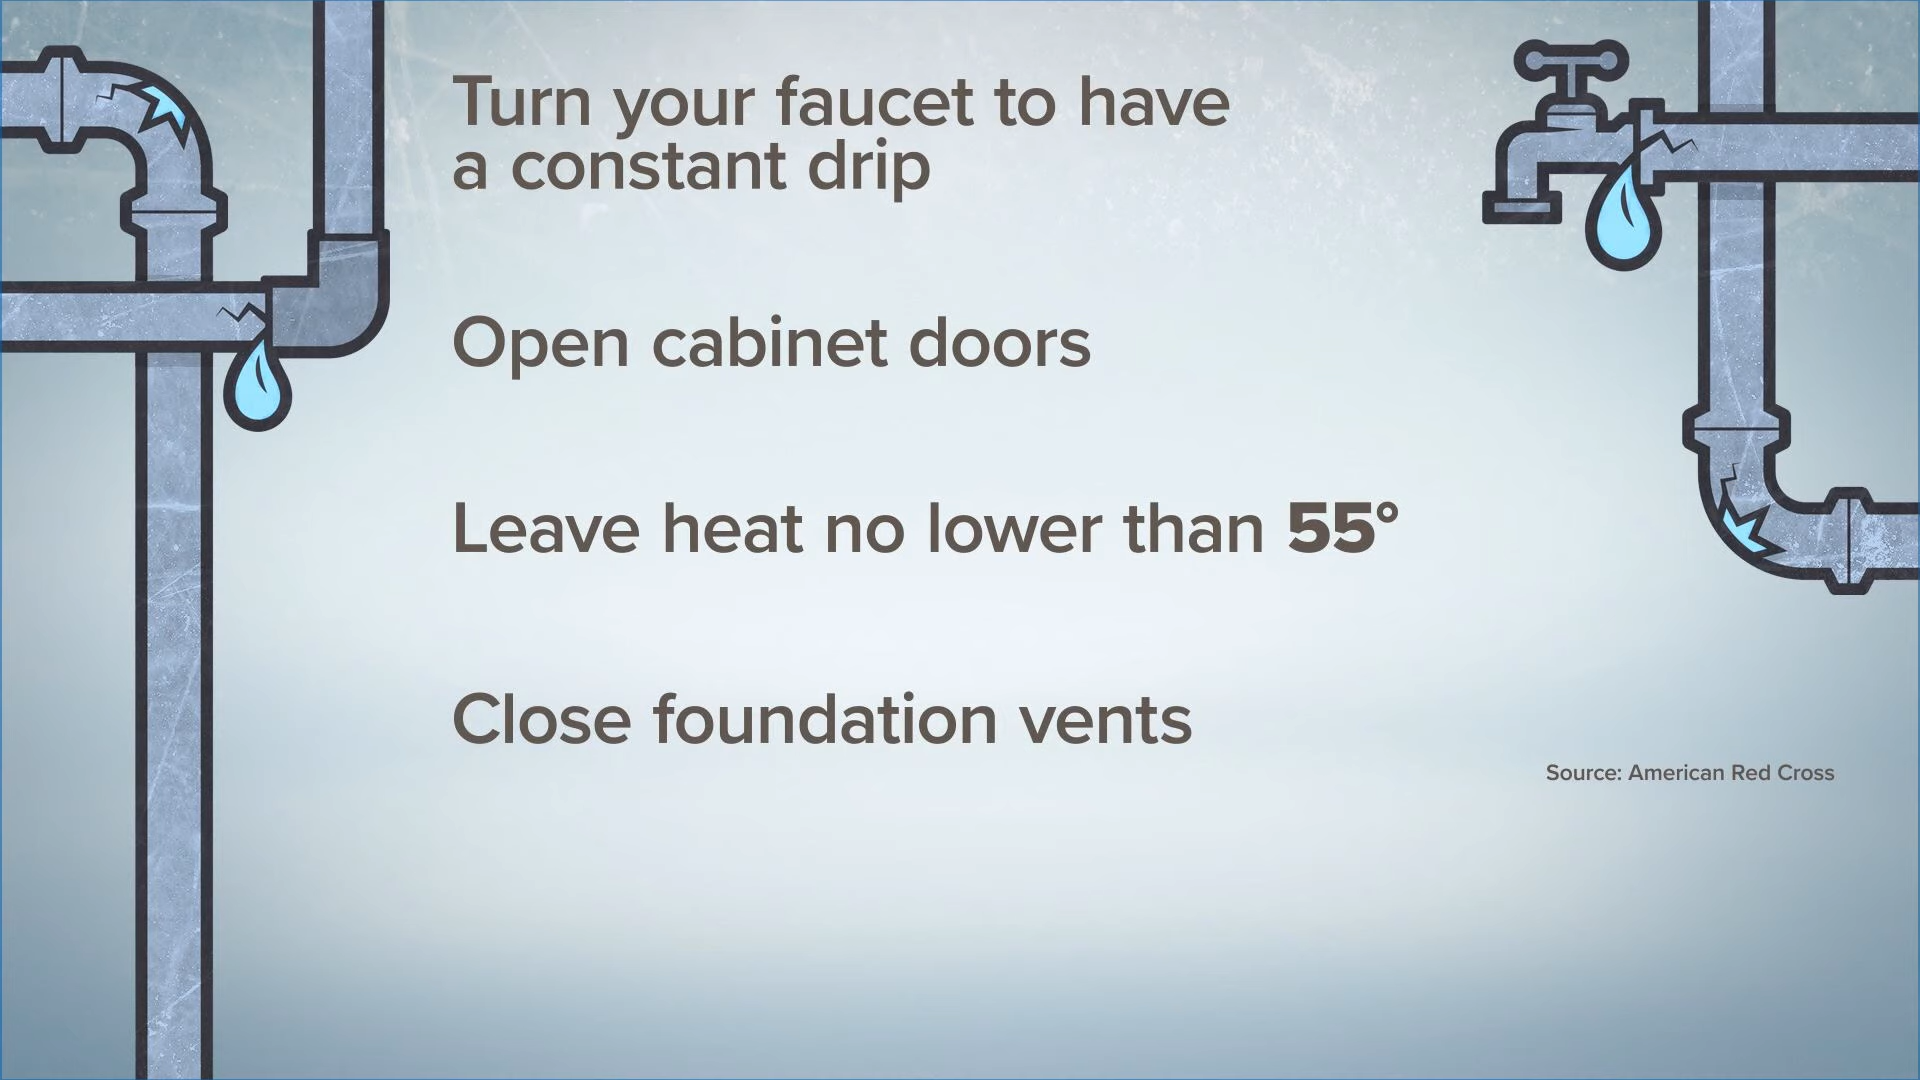 Turn your faucet to have
a constant drip
Open cabinet doors
Leave heat no lower than 55°
Close foundation vents
Source: American Red Cross